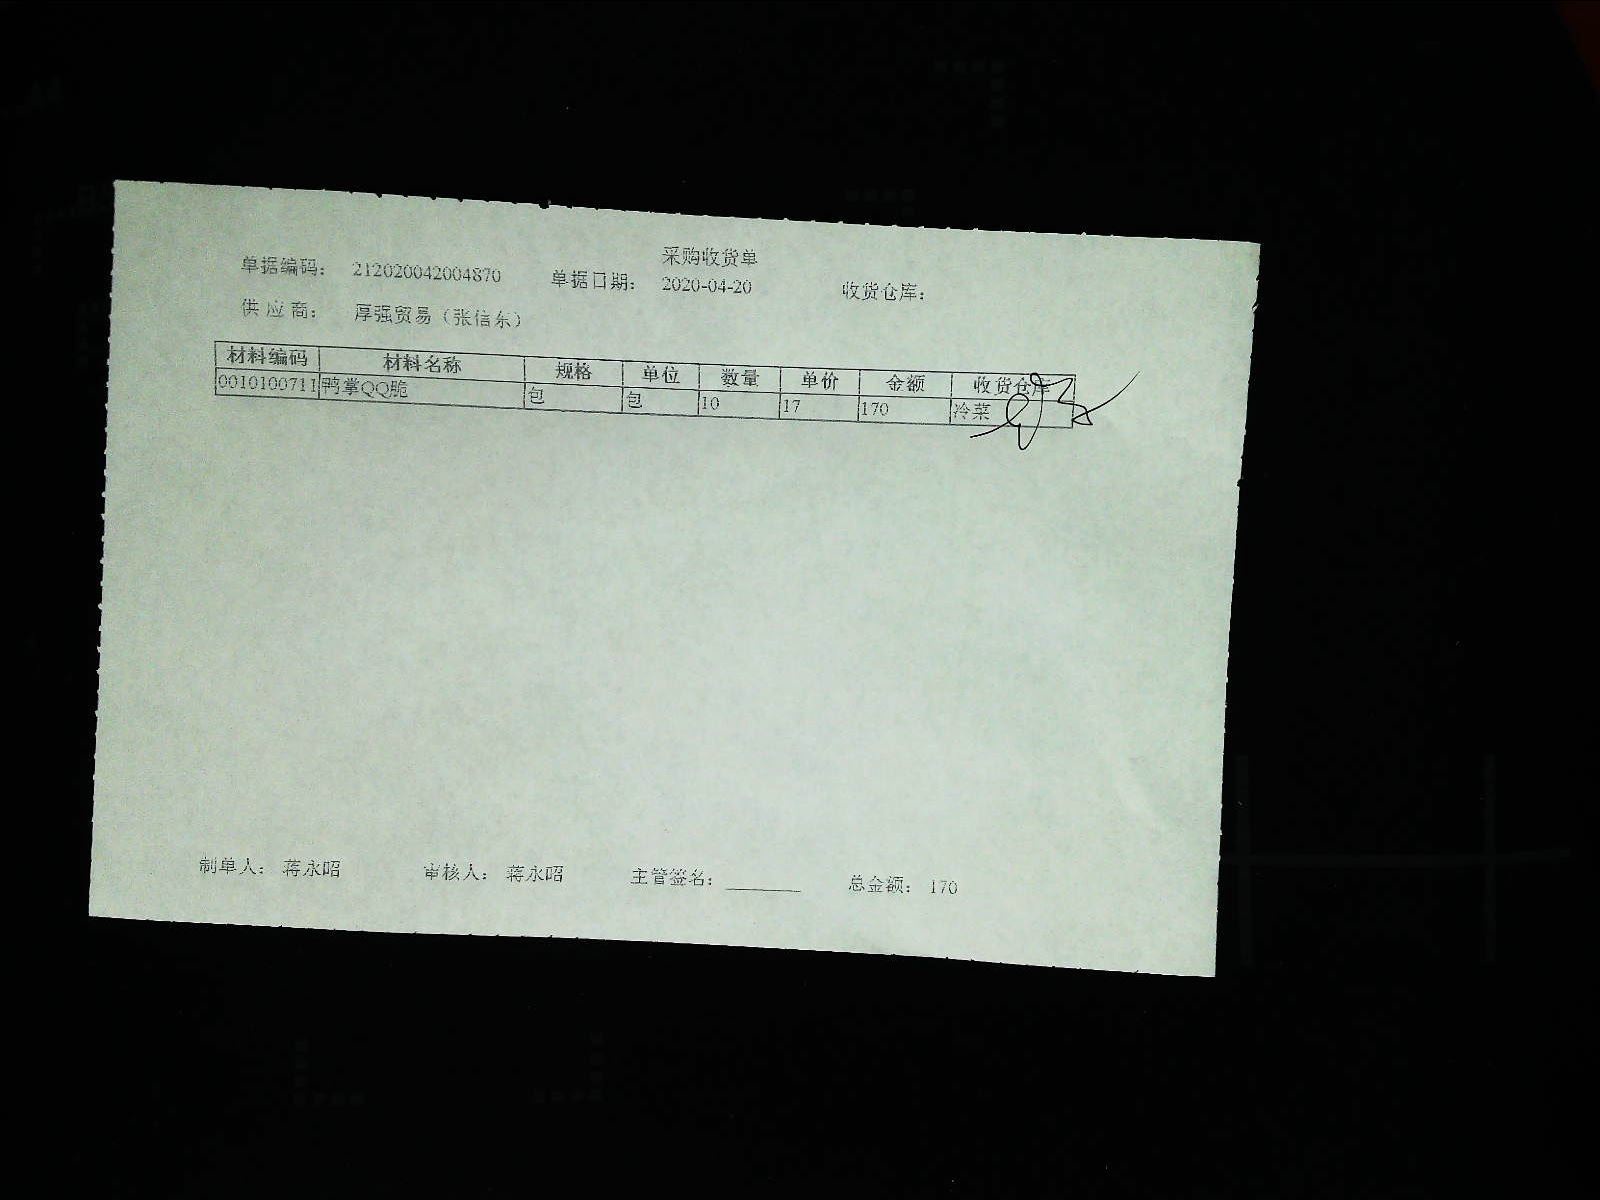 采购收货单
单据编码: 212020042004870 单据日期: 2020-04-20 收货仓库:
供应商: 厚强贸易（张信东）
材料编码 材料名称 规格 单位 数量 单价 金额 收货仓库
0010100711 鸭掌QQ脆 包 包 10 17 170 冷菜
制单人: 蒋永昭 审核人: 蒋永昭 主管签名: ______ 总金额: 170